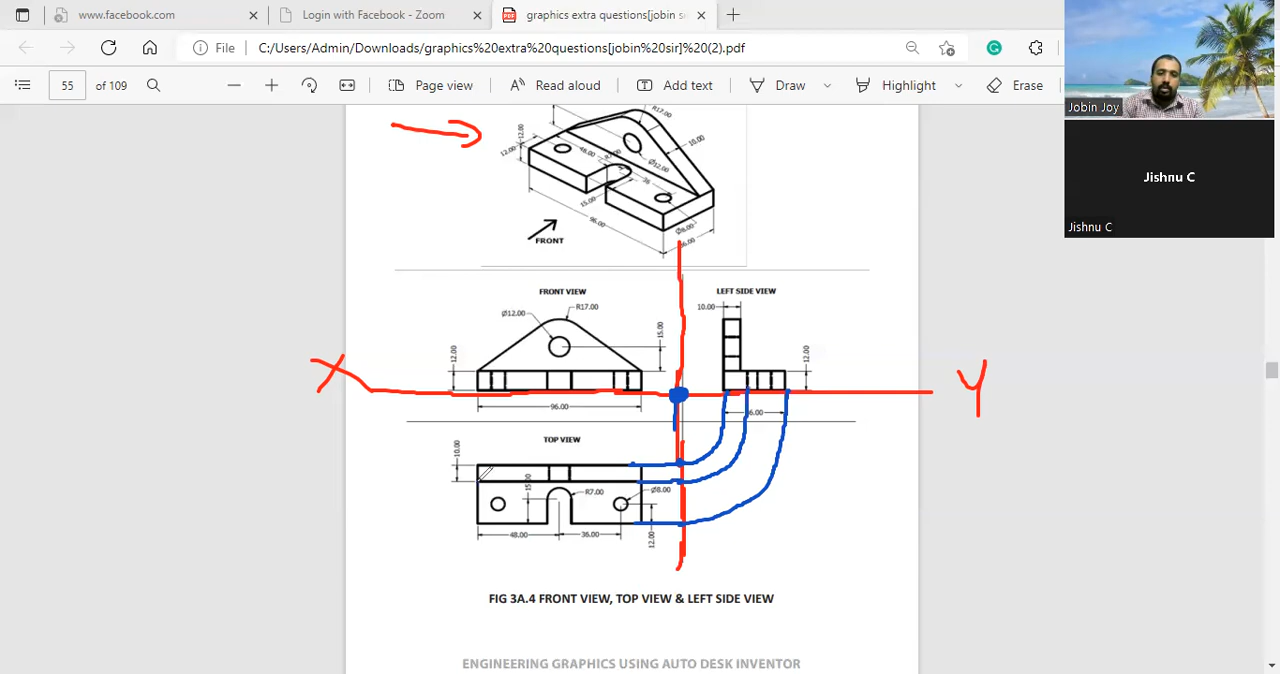 www.facebook.com
Login with Facebook - Zoom
graphics extra questions[jobin s
File
C:/Users/Admin/Downloads/graphics%20extra%20questions[jobin%20sir]%20(2).pdf
55 of 109
Page view
Read aloud
Add text
Draw
Highlight
Erase
Jobin Joy
Jishnu C
Jishnu C
R17.00
12.00
12.00
48.00
10.00
Ø12.00
36
15.00
96.00
Ø8.00
FRONT
FRONT VIEW
LEFT SIDE VIEW
Ø12.00
R17.00
10.00
15.00
12.00
12.00
X
Y
96.00
TOP VIEW
10.00
R7.00
Ø8.00
48.00
36.00
12.00
FIG 3A.4 FRONT VIEW, TOP VIEW & LEFT SIDE VIEW
ENGINEERING GRAPHICS USING AUTO DESK INVENTOR